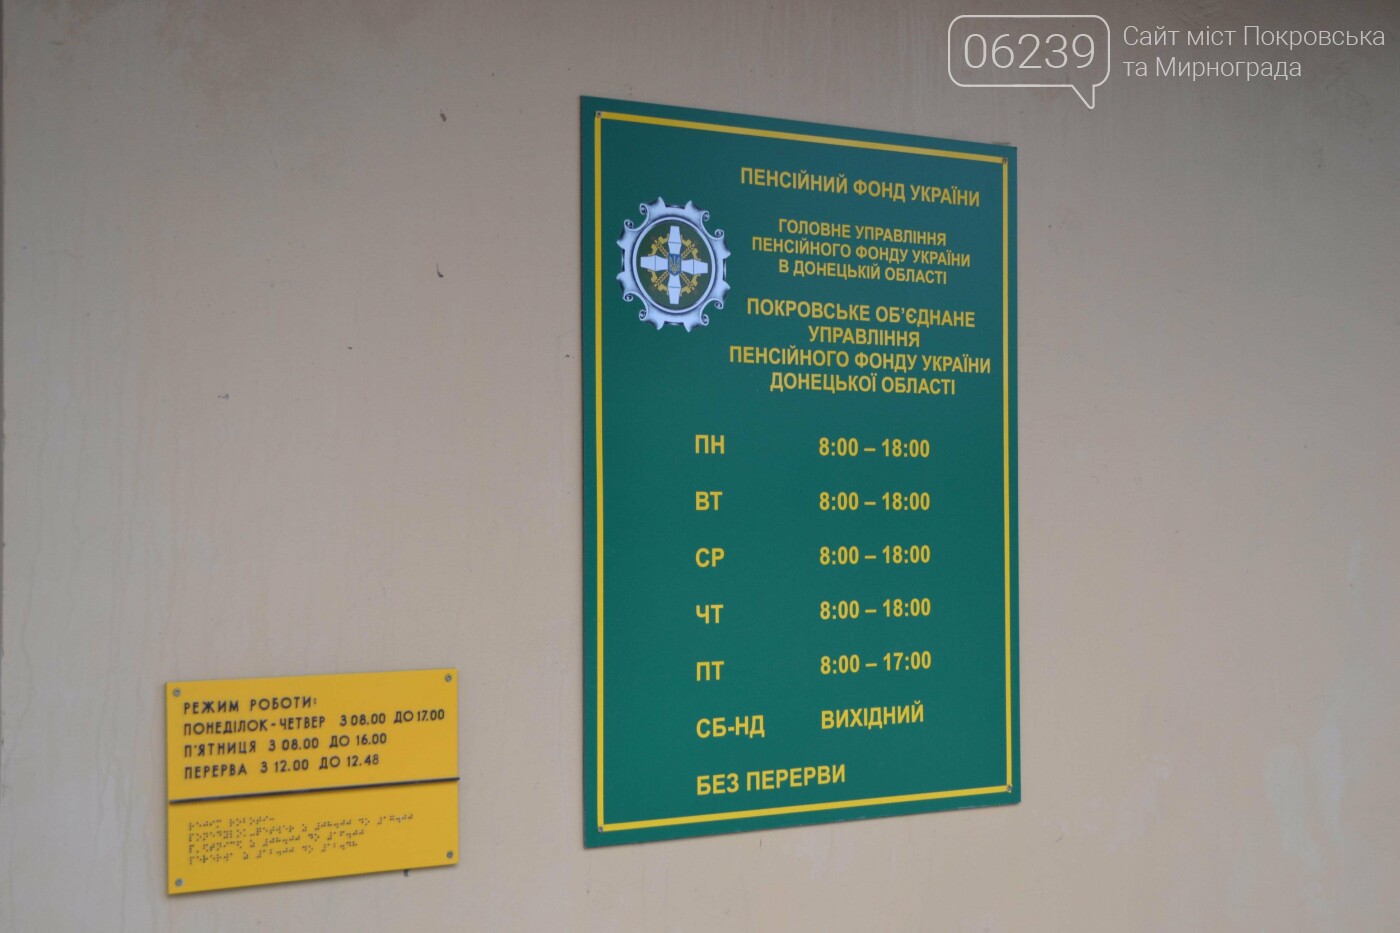 06239
Сайт міст Покровська
та Мирнограда
ПЕНСІЙНИЙ ФОНД УКРАЇНИ
ГОЛОВНЕ УПРАВЛІННЯ
ПЕНСІЙНОГО ФОНДУ УКРАЇНИ
В ДОНЕЦЬКІЙ ОБЛАСТІ
ПОКРОВСЬКЕ ОБ’ЄДНАНЕ
УПРАВЛІННЯ
ПЕНСІЙНОГО ФОНДУ УКРАЇНИ
ДОНЕЦЬКОЇ ОБЛАСТІ
ПН 8:00 – 18:00
ВТ 8:00 – 18:00
СР 8:00 – 18:00
ЧТ 8:00 – 18:00
ПТ 8:00 – 17:00
СБ-НД ВИХІДНИЙ
БЕЗ ПЕРЕРВИ
РЕЖИМ РОБОТИ:
ПОНЕДІЛОК-ЧЕТВЕР З 08.00 ДО 17.00
П'ЯТНИЦЯ З 08.00 ДО 16.00
ПЕРЕРВА З 12.00 ДО 12.48